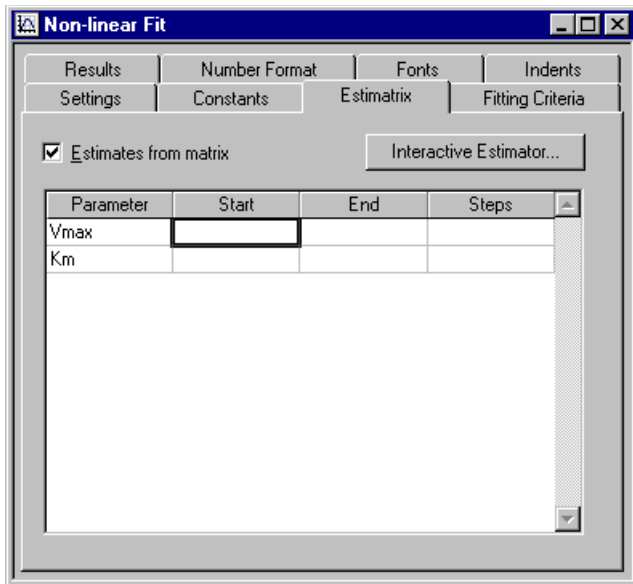 Non-linear Fit
Results Number Format Fonts Indents
Settings Constants Estimatrix Fitting Criteria
Estimates from matrix Interactive Estimator...
Parameter Start End Steps
Vmax
Km